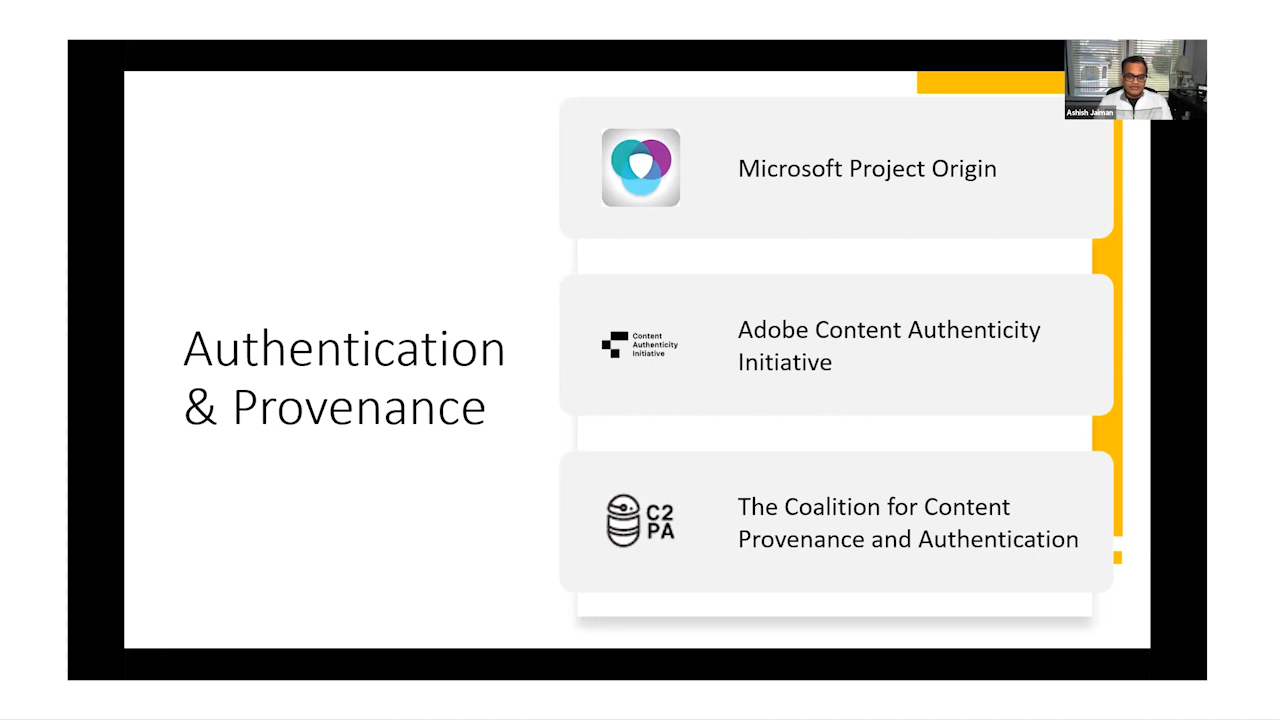 Ashish Jaiman
Microsoft Project Origin
Authentication
& Provenance
Content
Authenticity
Initiative
Adobe Content Authenticity
Initiative
C2
PA
The Coalition for Content
Provenance and Authentication